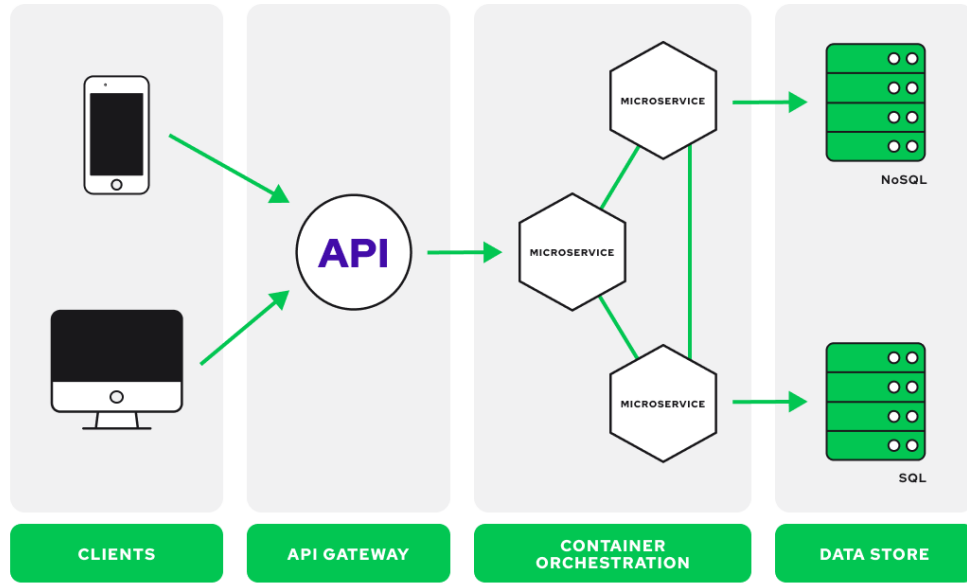 MICROSERVICE
NoSQL
API
MICROSERVICE
MICROSERVICE
SQL
CLIENTS
API GATEWAY
CONTAINER
ORCHESTRATION
DATA STORE